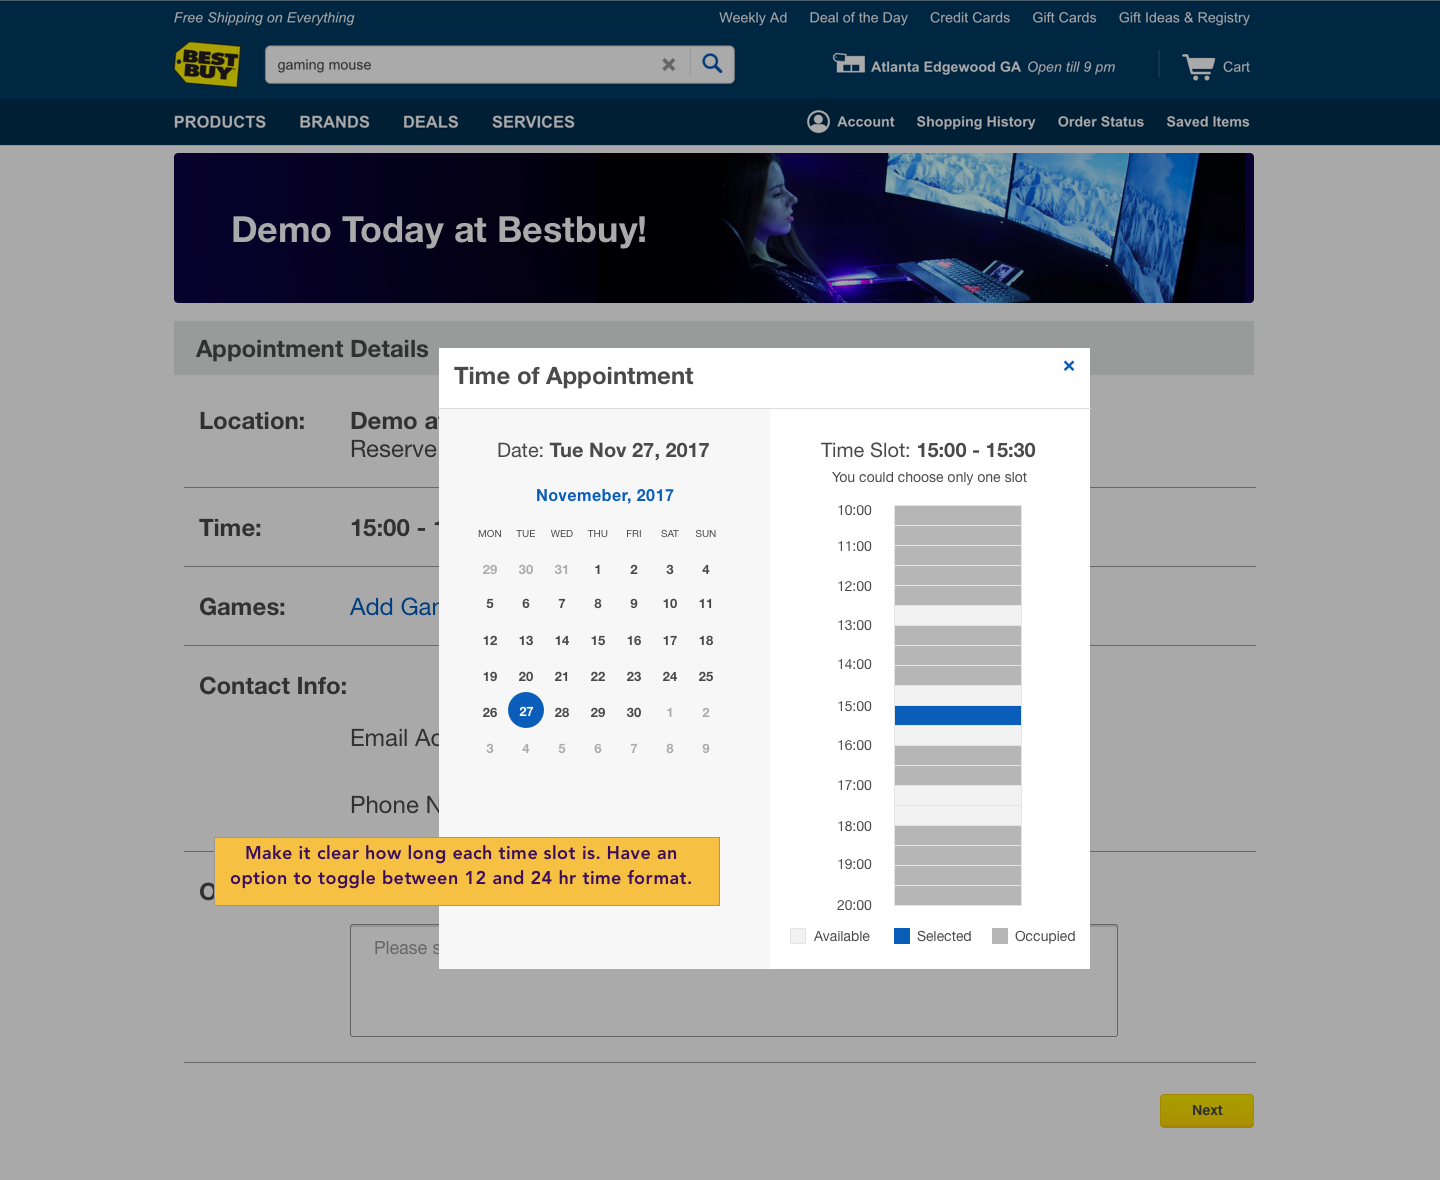 Free Shipping on Everything
Weekly Ad Deal of the Day Credit Cards Gift Cards Gift Ideas & Registry
BEST BUY
gaming mouse
Atlanta Edgewood GA Open till 9 pm
Cart
PRODUCTS BRANDS DEALS SERVICES
Account Shopping History Order Status Saved Items
Demo Today at Bestbuy!
Appointment Details
Location: Demo a
Reserve
Time: 15:00 -
Games: Add Gar
Contact Info:
Email Ad
Phone N
O
Please s
Next
Time of Appointment
Date: Tue Nov 27, 2017
Novemeber, 2017
MON TUE WED THU FRI SAT SUN
29 30 31 1 2 3 4
5 6 7 8 9 10 11
12 13 14 15 16 17 18
19 20 21 22 23 24 25
26 27 28 29 30 1 2
3 4 5 6 7 8 9
Time Slot: 15:00 - 15:30
You could choose only one slot
10:00
11:00
12:00
13:00
14:00
15:00
16:00
17:00
18:00
19:00
20:00
Available Selected Occupied
Make it clear how long each time slot is. Have an
option to toggle between 12 and 24 hr time format.